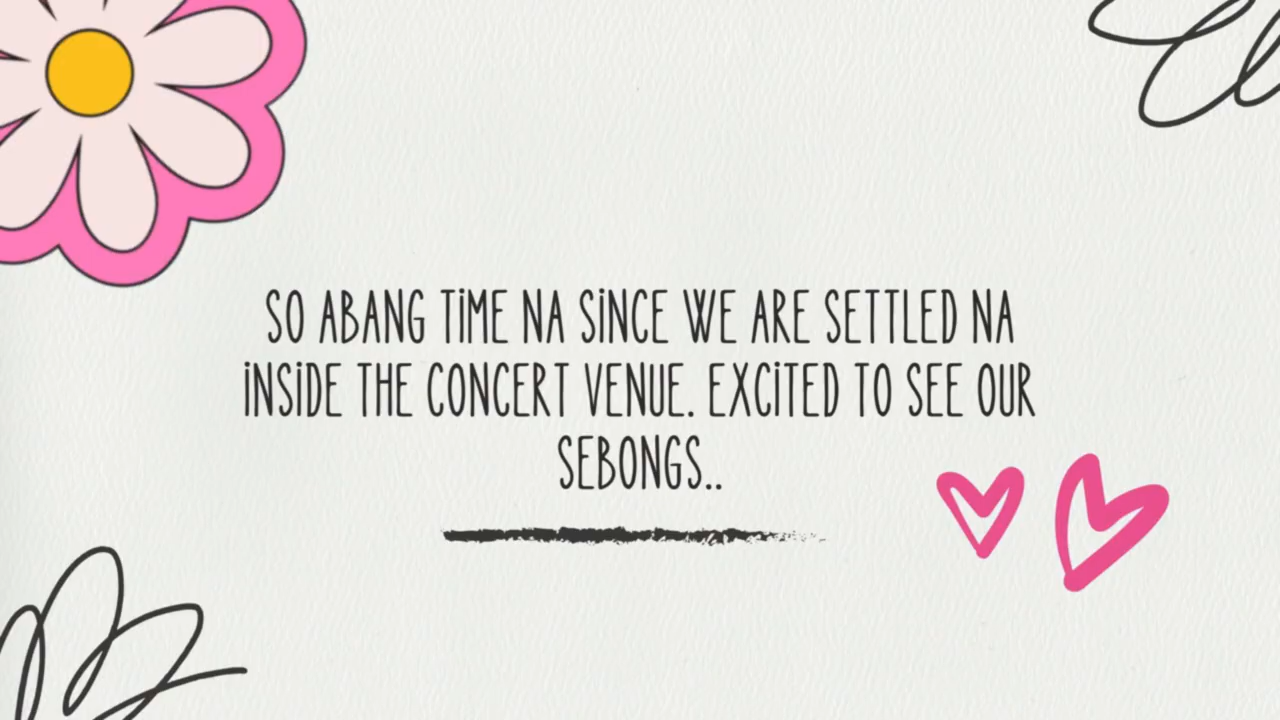 SO ABANG TIME NA SINCE WE ARE SETTLED NA
INSIDE THE CONCERT VENUE. EXCITED TO SEE OUR
SEBONGS..